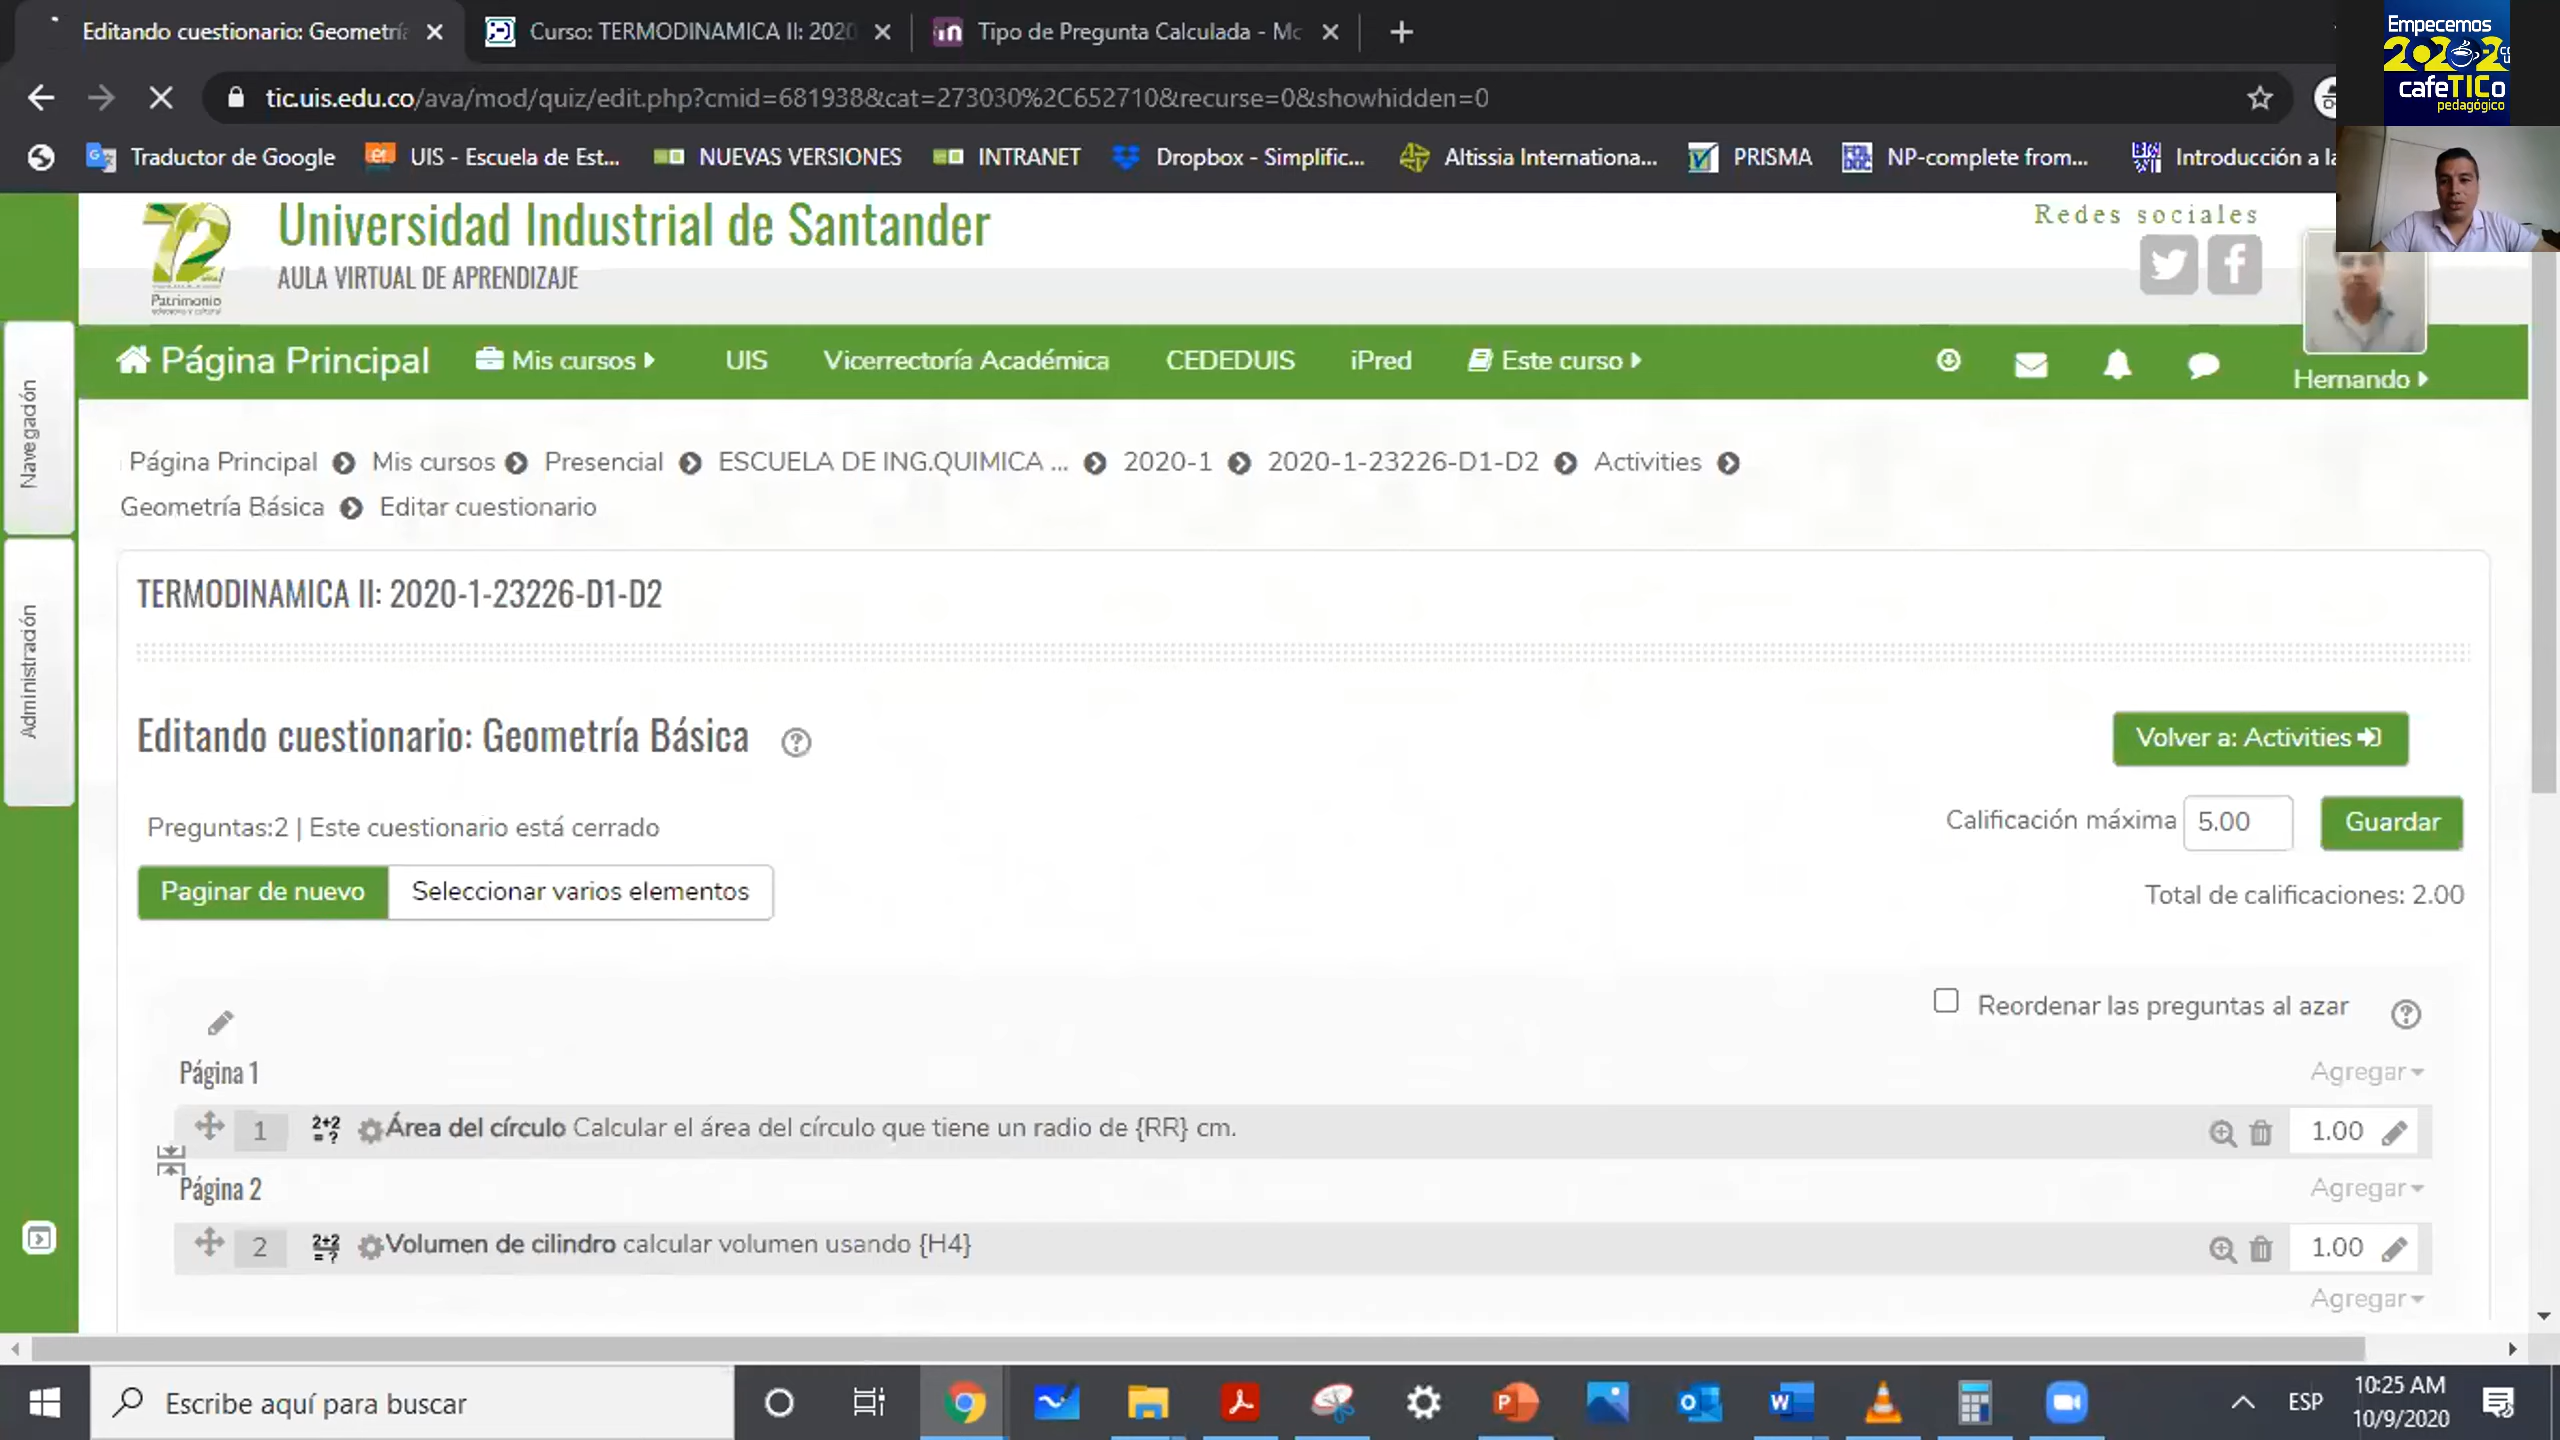 Editando cuestionario: Geometría
Curso: TERMODINAMICA II: 2020
Tipo de Pregunta Calculada - Mo
tic.uis.edu.co/ava/mod/quiz/edit.php?cmid=681938&cat=273030%2C652710&recurse=0&showhidden=0
Traductor de Google
UIS - Escuela de Est...
NUEVAS VERSIONES
INTRANET
Dropbox - Simplific...
Altissia Internationa...
PRISMA
NP-complete from...
Introducción a la
Empecemos
2020-2
cafeTICo
pedagógico
72
Patrimonio
Universidad Industrial de Santander
AULA VIRTUAL DE APRENDIZAJE
Redes sociales
Página Principal
Mis cursos
UIS
Vicerrectoría Académica
CEDEDUIS
iPred
Este curso
Hernando
Navegación
Administración
Página Principal Mis cursos Presencial ESCUELA DE ING.QUIMICA ... 2020-1 2020-1-23226-D1-D2 Activities
Geometría Básica Editar cuestionario
TERMODINAMICA II: 2020-1-23226-D1-D2
Editando cuestionario: Geometría Básica
Volver a: Activities
Preguntas:2 | Este cuestionario está cerrado
Calificación máxima 5.00 Guardar
Paginar de nuevo Seleccionar varios elementos
Total de calificaciones: 2.00
Reordenar las preguntas al azar
Página 1
Agregar
1 2+2 = ? Área del círculo Calcular el área del círculo que tiene un radio de {RR} cm. 1.00
Página 2
Agregar
2 2+2 = ? Volumen de cilindro calcular volumen usando {H4} 1.00
Agregar
Escribe aquí para buscar
ESP
10:25 AM
10/9/2020